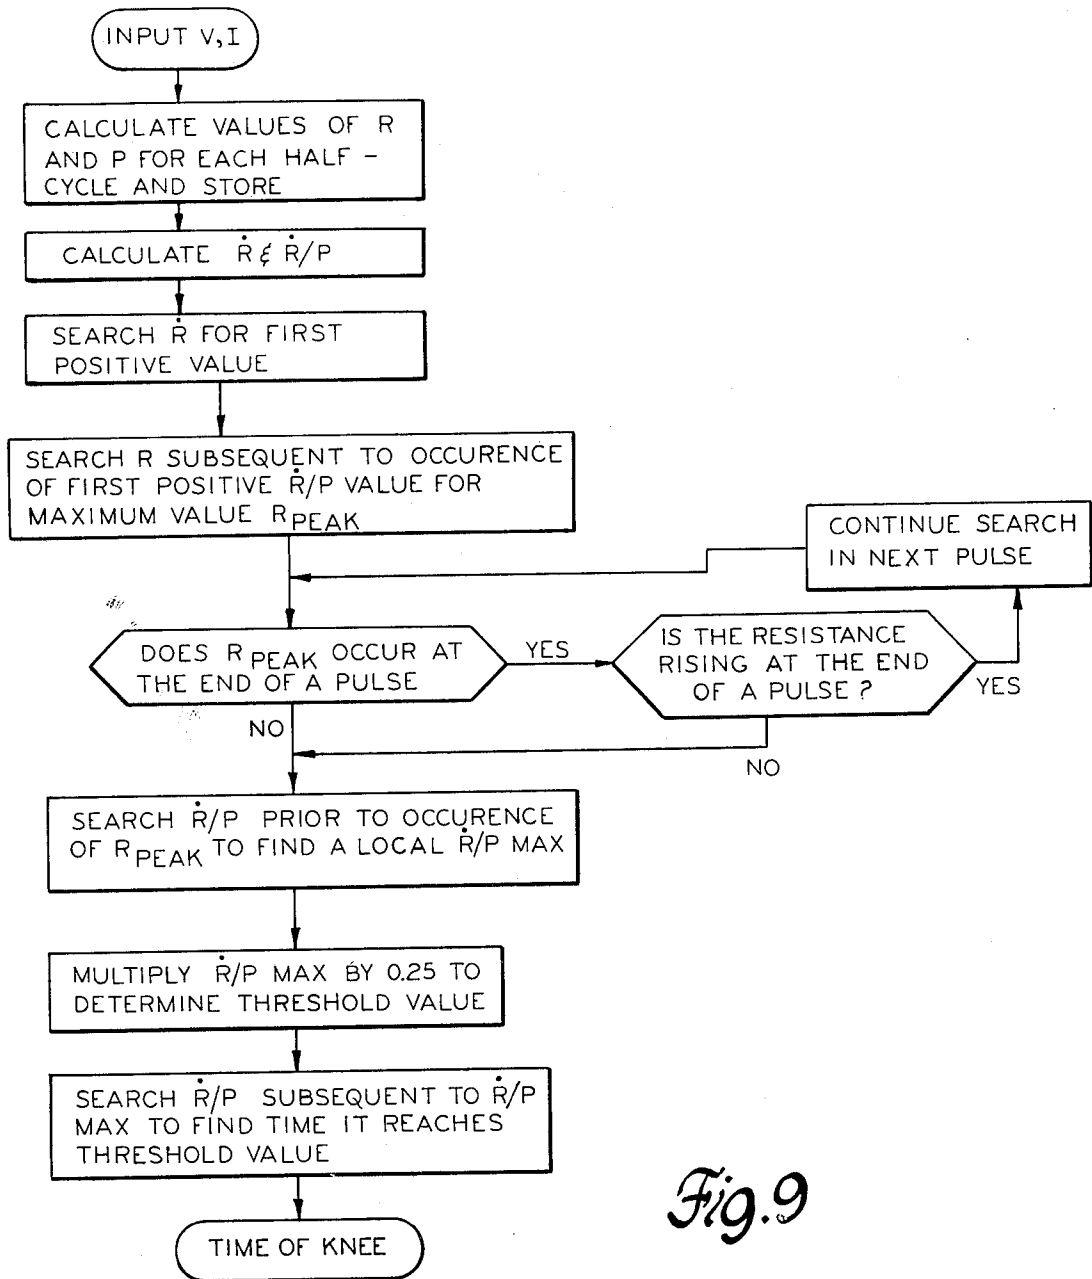 INPUT V,I
CALCULATE VALUES OF R
AND P FOR EACH HALF -
CYCLE AND STORE
CALCULATE Ṙ & Ṙ/P
SEARCH Ṙ FOR FIRST
POSITIVE VALUE
SEARCH R SUBSEQUENT TO OCCURENCE
OF FIRST POSITIVE Ṙ/P VALUE FOR
MAXIMUM VALUE RPEAK
CONTINUE SEARCH
IN NEXT PULSE
DOES RPEAK OCCUR AT
THE END OF A PULSE
YES
IS THE RESISTANCE
RISING AT THE END
OF A PULSE ?
YES
NO
NO
SEARCH Ṙ/P PRIOR TO OCCURENCE
OF RPEAK TO FIND A LOCAL Ṙ/P MAX
MULTIPLY Ṙ/P MAX BY 0.25 TO
DETERMINE THRESHOLD VALUE
SEARCH Ṙ/P SUBSEQUENT TO Ṙ/P
MAX TO FIND TIME IT REACHES
THRESHOLD VALUE
TIME OF KNEE
Fig.9